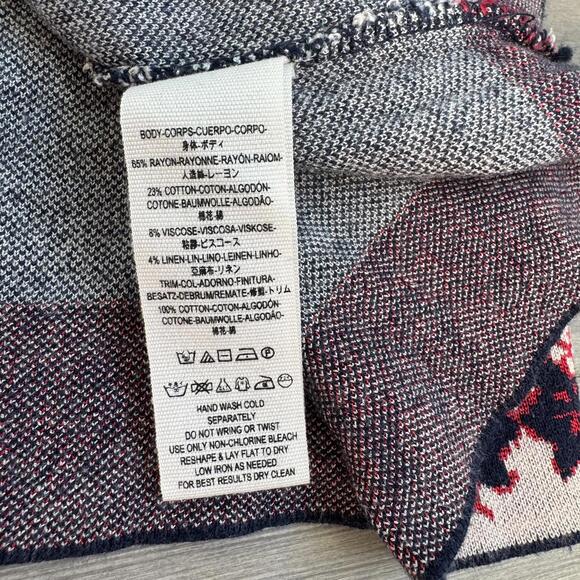 BODY-CORPS-CUERPO-CORPO-
身体-ボディ
65% RAYON-RAYONNE-RAYÓN-RAIOM-
人造絲-レーヨン
23% COTTON-COTON-ALGODÓN-
COTONE-BAUMWOLLE-ALGODAO-
棉花-綿
8% VISCOSE-VISCOSA-VISKOSE-
粘膠-ビスコース
4% LINEN-LIN-LINO-LEINEN-LINHO-
亞麻布-リネン
TRIM-COL-ADORNO-FINITURA-
BESATZ-DEBRUM/REMATE-修整-トリム
100% COTTON-COTON-ALGODÓN
COTONE-BAUMWOLLE-ALGODÃO-
棉花-綿
HAND WASH COLD
SEPARATELY
DO NOT WRING OR TWIST
USE ONLY NON-CHLORINE BLEACH
RESHAPE & LAY FLAT TO DRY
LOW IRON AS NEEDED
FOR BEST RESULTS DRY CLEAN